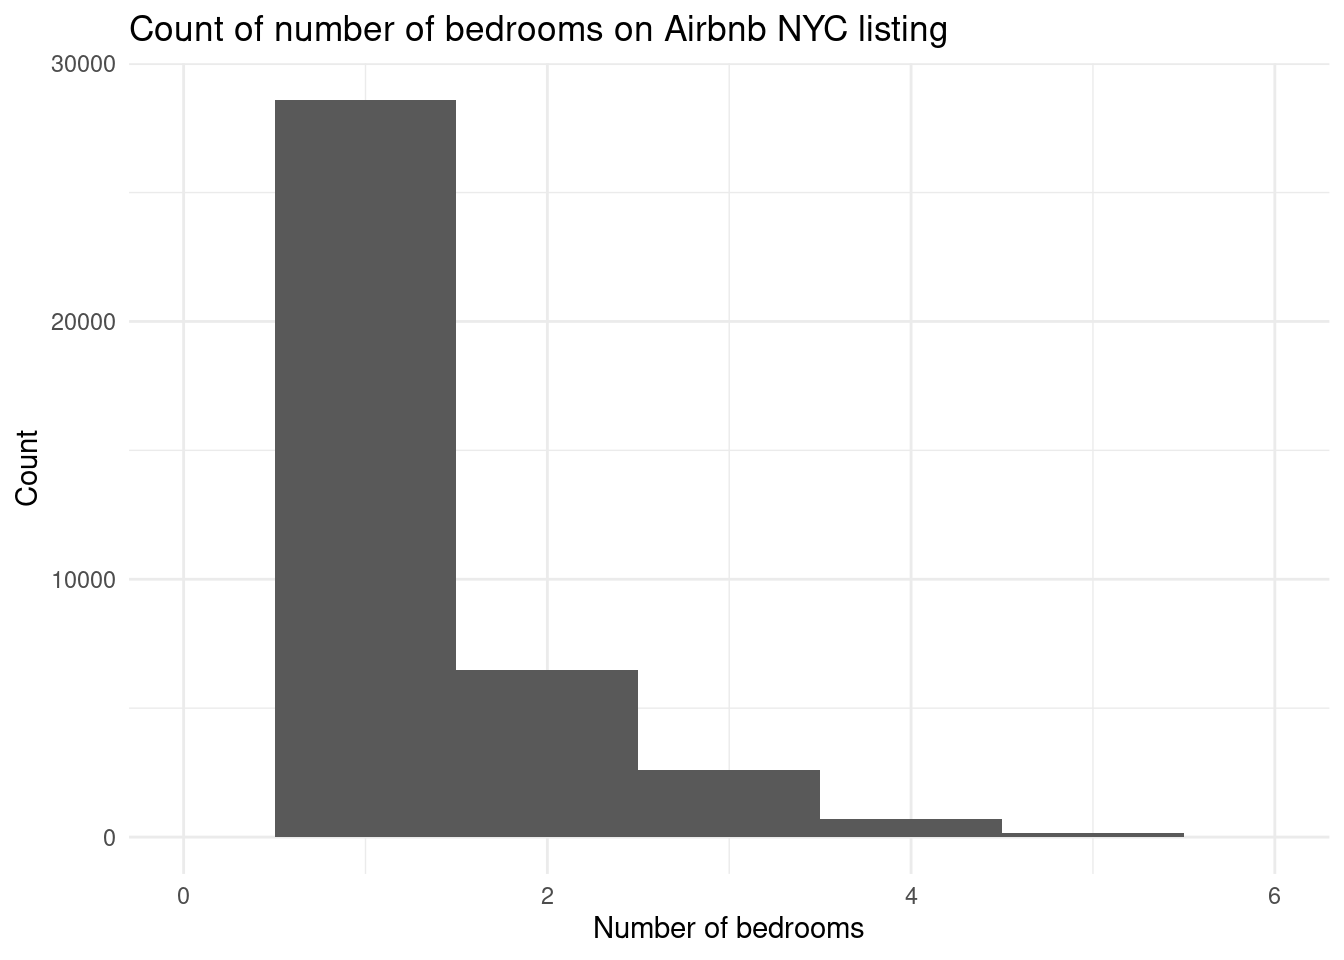 Count of number of bedrooms on Airbnb NYC listing
30000
20000
10000
0
Count
0 2 4 6
Number of bedrooms